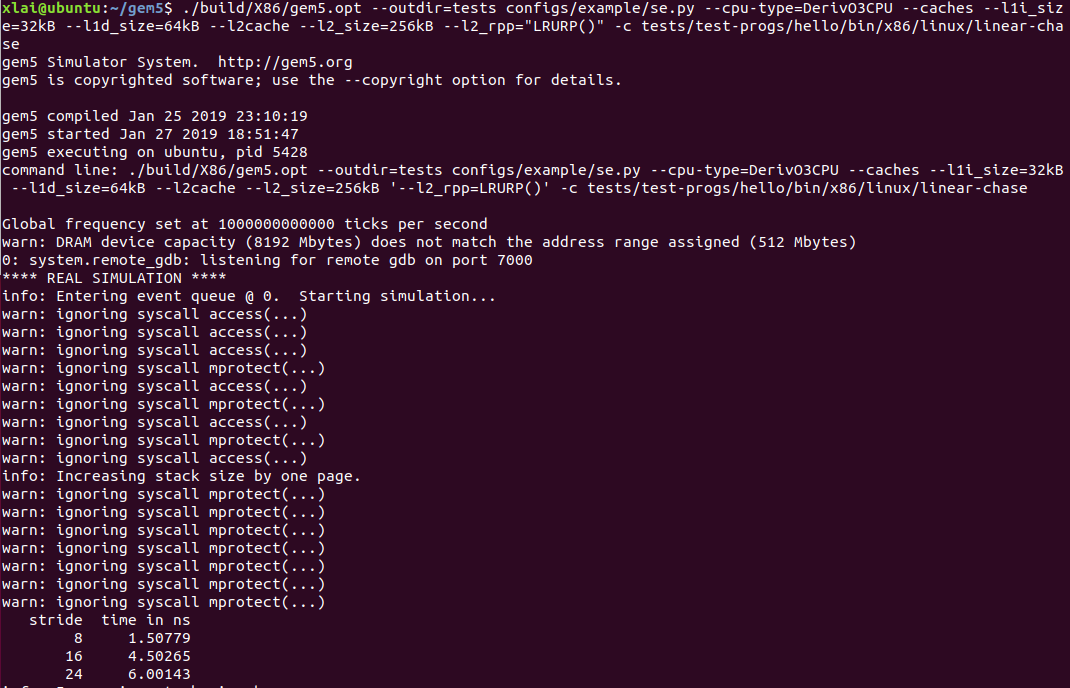 xlai@ubuntu:~/gem5$ ./build/X86/gem5.opt --outdir=tests configs/example/se.py --cpu-type=DerivO3CPU --caches --l1i_siz
e=32kB --l1d_size=64kB --l2cache --l2_size=256kB --l2_rpp="LRURP()" -c tests/test-progs/hello/bin/x86/linux/linear-cha
se
gem5 Simulator System.  http://gem5.org
gem5 is copyrighted software; use the --copyright option for details.

gem5 compiled Jan 25 2019 23:10:19
gem5 started Jan 27 2019 18:51:47
gem5 executing on ubuntu, pid 5428
command line: ./build/X86/gem5.opt --outdir=tests configs/example/se.py --cpu-type=DerivO3CPU --caches --l1i_size=32kB
 --l1d_size=64kB --l2cache --l2_size=256kB '--l2_rpp=LRURP()' -c tests/test-progs/hello/bin/x86/linux/linear-chase

Global frequency set at 1000000000000 ticks per second
warn: DRAM device capacity (8192 Mbytes) does not match the address range assigned (512 Mbytes)
0: system.remote_gdb: listening for remote gdb on port 7000
**** REAL SIMULATION ****
info: Entering event queue @ 0.  Starting simulation...
warn: ignoring syscall access(...)
warn: ignoring syscall access(...)
warn: ignoring syscall access(...)
warn: ignoring syscall mprotect(...)
warn: ignoring syscall access(...)
warn: ignoring syscall mprotect(...)
warn: ignoring syscall access(...)
warn: ignoring syscall mprotect(...)
warn: ignoring syscall access(...)
info: Increasing stack size by one page.
warn: ignoring syscall mprotect(...)
warn: ignoring syscall mprotect(...)
warn: ignoring syscall mprotect(...)
warn: ignoring syscall mprotect(...)
warn: ignoring syscall mprotect(...)
warn: ignoring syscall mprotect(...)
warn: ignoring syscall mprotect(...)
   stride  time in ns
        8     1.50779
       16     4.50265
       24     6.00143